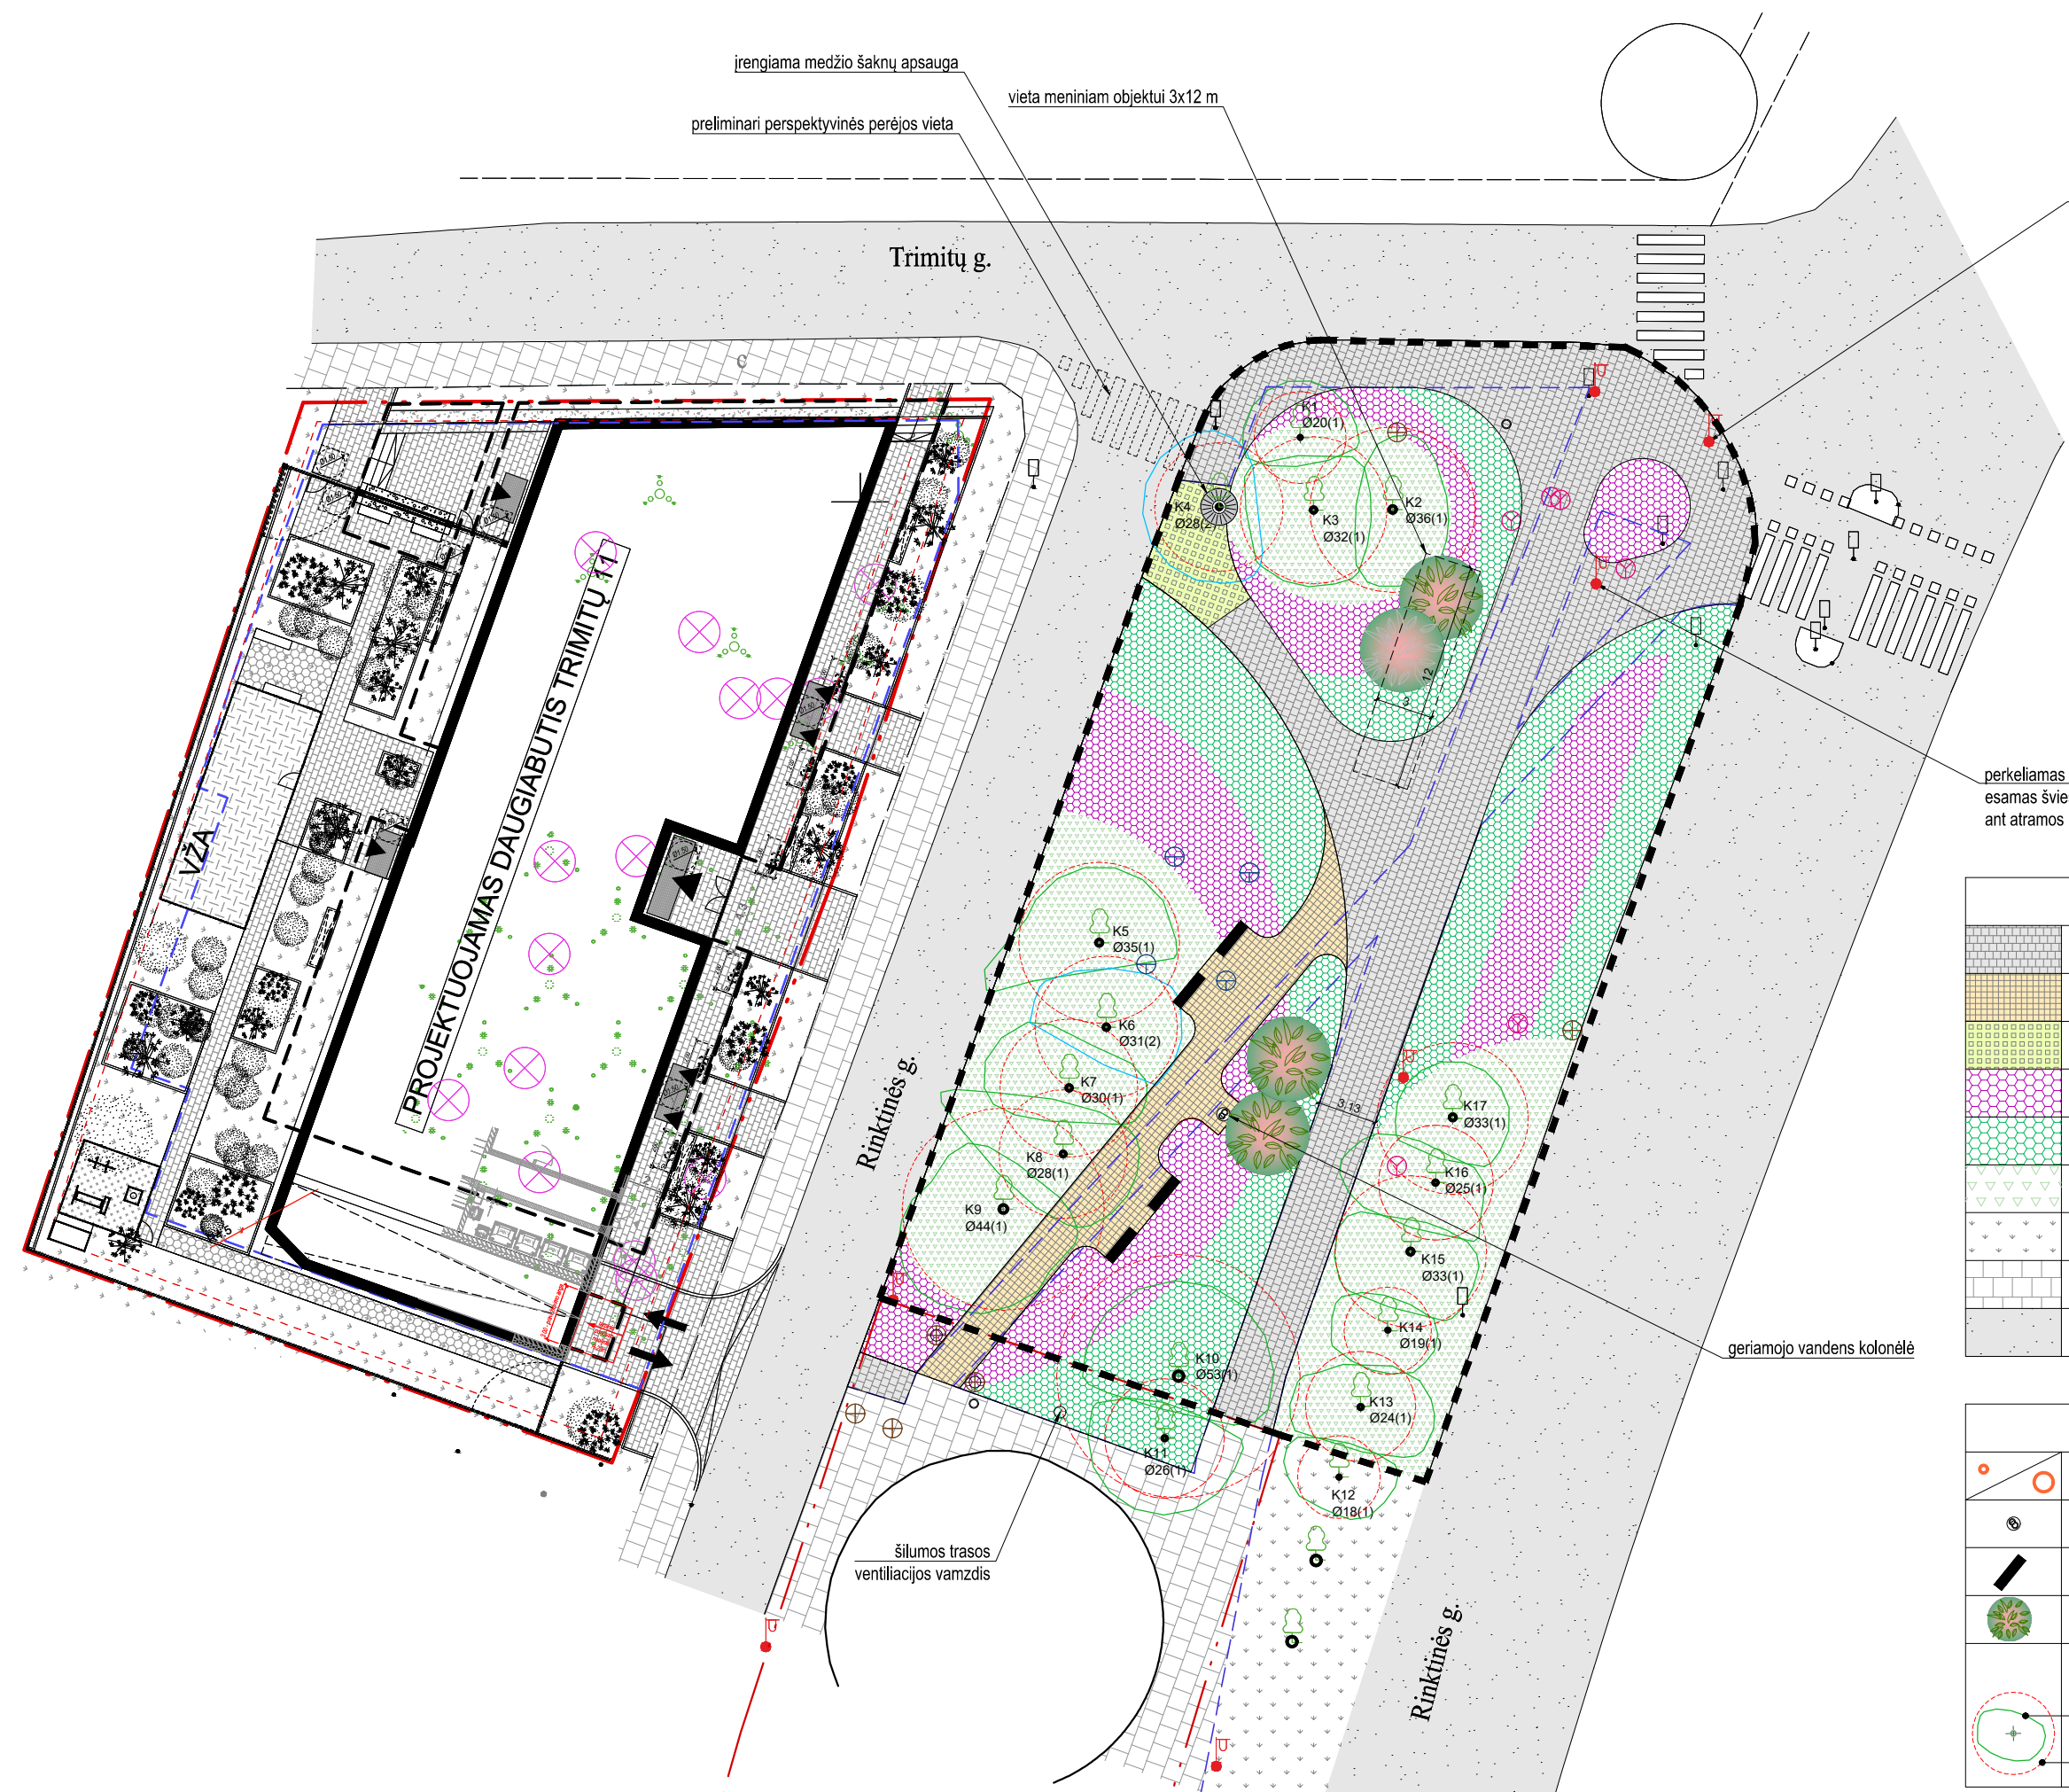 įrengiama medžio šaknų apsauga
vieta meniniam objektui 3x12 m
preliminari perspektyvinės perėjos vieta
Trimitų g.
K1
Ø20(1)
K2
Ø36(1)
K3
Ø32(1)
K4
Ø28(2)
PROJEKTUOJAMAS DAUGIABUTIS TRIMITŲ 11
VŽA
12
3
perkeliamas
esamas švie
ant atramos
K5
Ø35(1)
K6
Ø31(2)
K7
Ø30(1)
K8
Ø28(1)
K9
Ø44(1)
Rinktinės g.
3,13
K17
Ø33(1)
K16
Ø25(1)
K15
Ø33(1)
K14
Ø19(1)
K10
Ø53(1)
K13
Ø24(1)
K11
Ø26(1)
K12
Ø18(1)
geriamojo vandens kolonėlė
šilumos trasos
ventiliacijos vamzdis
Rinktinės g.